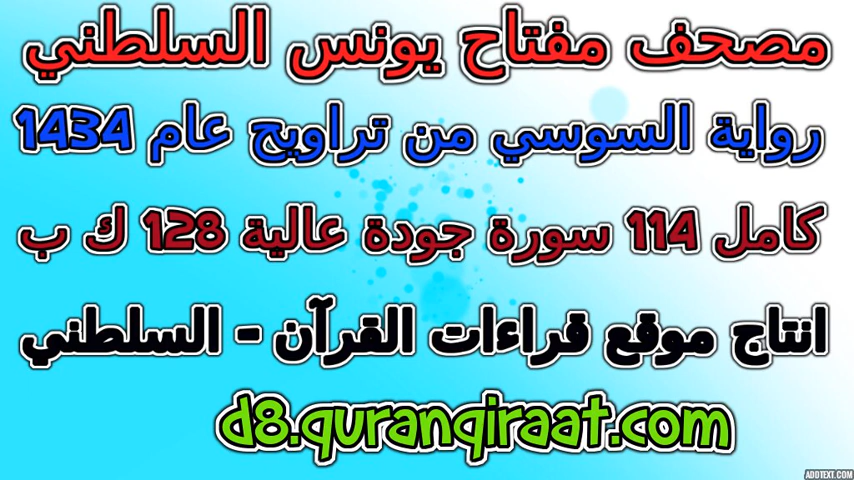 مصحف مفتاح يونس السلطني
رواية السوسي من تراويح عام 1434
كامل 114 سورة جودة عالية 128 ك ب
انتاج موقع قراءات القرآن - السلطني
d8.quranqiraat.com
ADDTEXT.COM